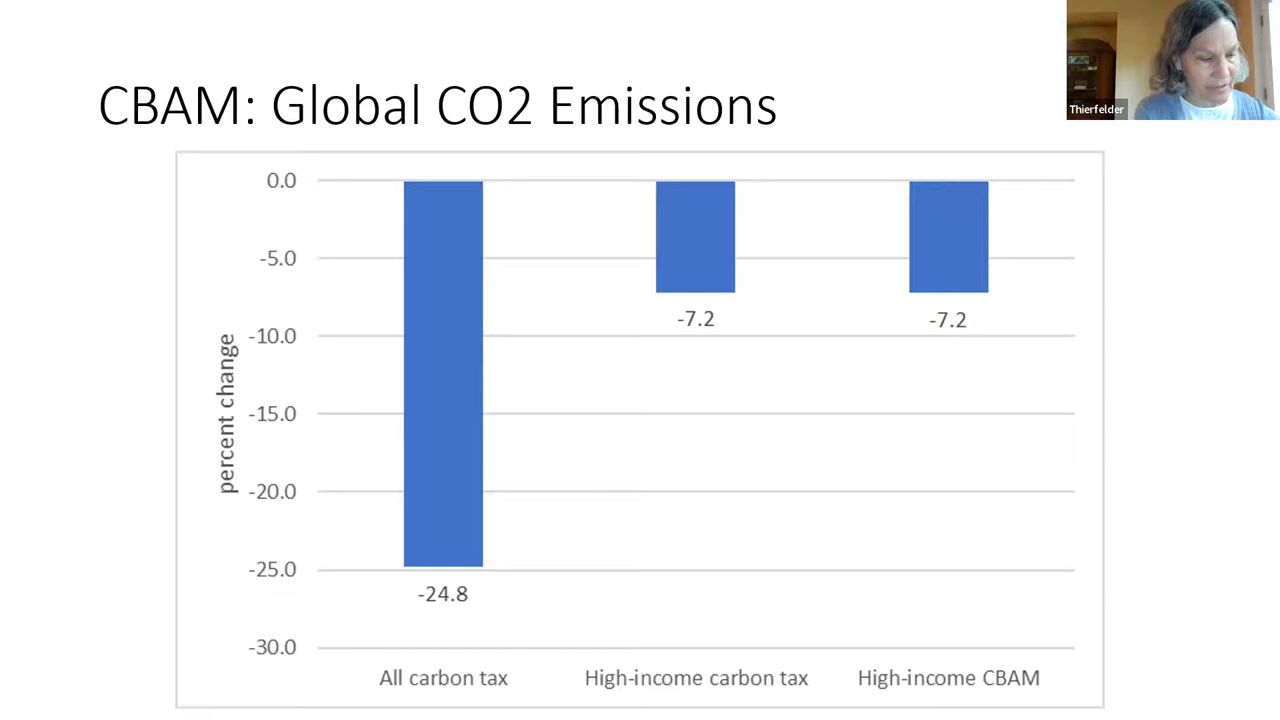 CBAM: Global CO2 Emissions
Thierfelder
percent change
0.0
-5.0
-10.0
-15.0
-20.0
-25.0
-30.0
-24.8
-7.2
-7.2
All carbon tax
High-income carbon tax
High-income CBAM